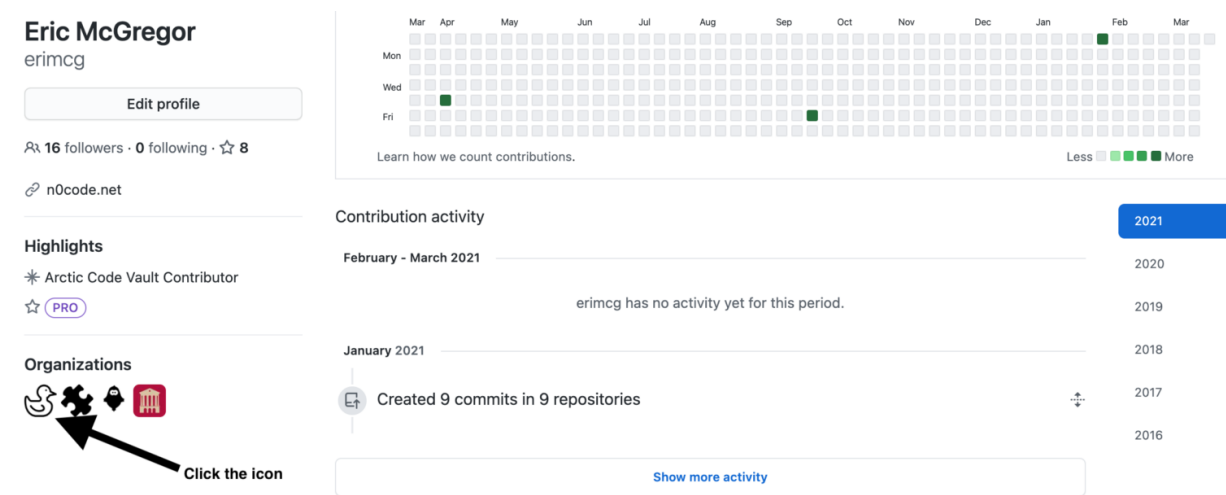 Eric McGregor
erimcg
Edit profile
16 followers · 0 following · 8
n0code.net
Highlights
Arctic Code Vault Contributor
PRO
Organizations
Click the icon
Mar Apr May Jun Jul Aug Sep Oct Nov Dec Jan Feb Mar
Mon
Wed
Fri
Learn how we count contributions.
Less More
Contribution activity
February - March 2021
erimcg has no activity yet for this period.
January 2021
Created 9 commits in 9 repositories
Show more activity
2021
2020
2019
2018
2017
2016